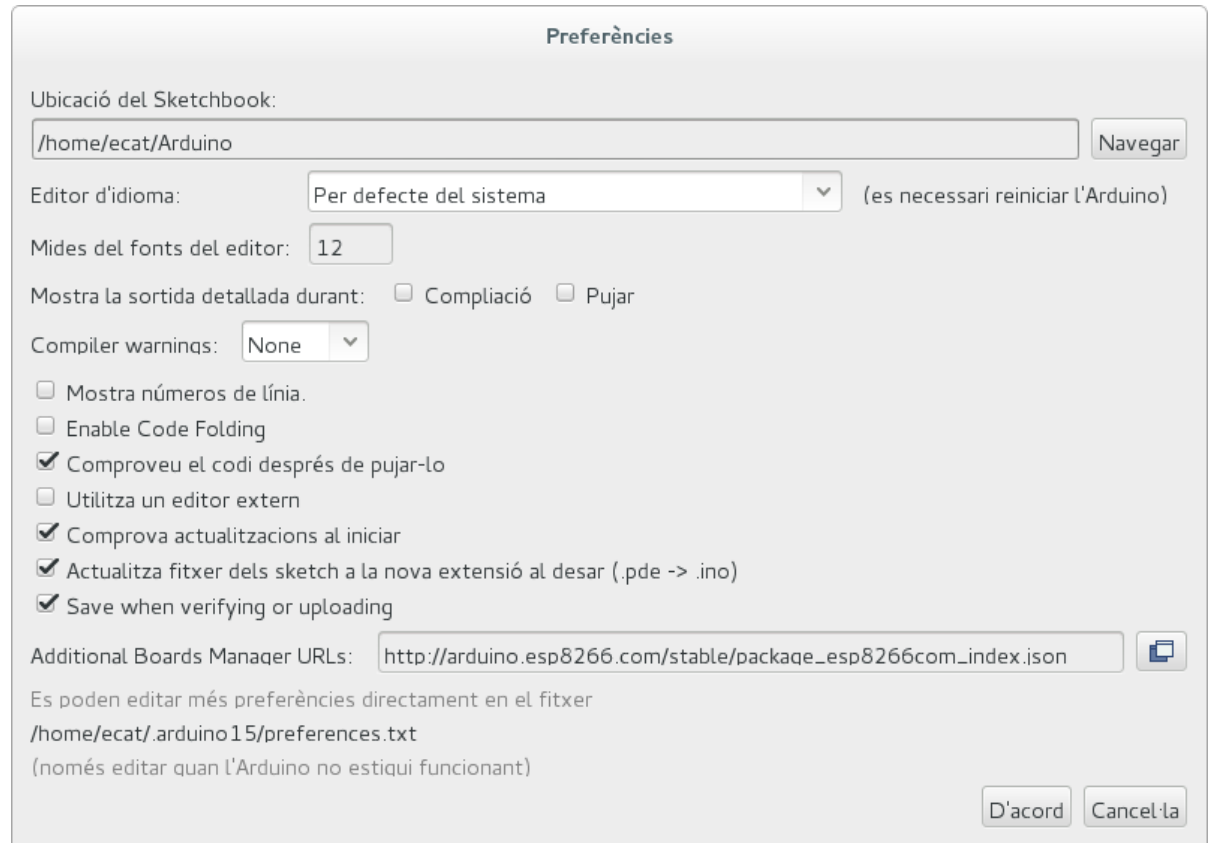 Preferències
Ubicació del Sketchbook:
/home/ecat/Arduino Navegar
Editor d'idioma: Per defecte del sistema (es necessari reiniciar l'Arduino)
Mides del fonts del editor: 12
Mostra la sortida detallada durant: Compliació Pujar
Compiler warnings: None
Mostra números de línia.
Enable Code Folding
Comproveu el codi després de pujar-lo
Utilitza un editor extern
Comprova actualitzacions al iniciar
Actualitza fitxer dels sketch a la nova extensió al desar (.pde -> .ino)
Save when verifying or uploading
Additional Boards Manager URLs: http://arduino.esp8266.com/stable/package_esp8266com_index.json
Es poden editar més preferències directament en el fitxer
/home/ecat/.arduino15/preferences.txt
(només editar quan l'Arduino no estigui funcionant)
D'acord Cancel·la